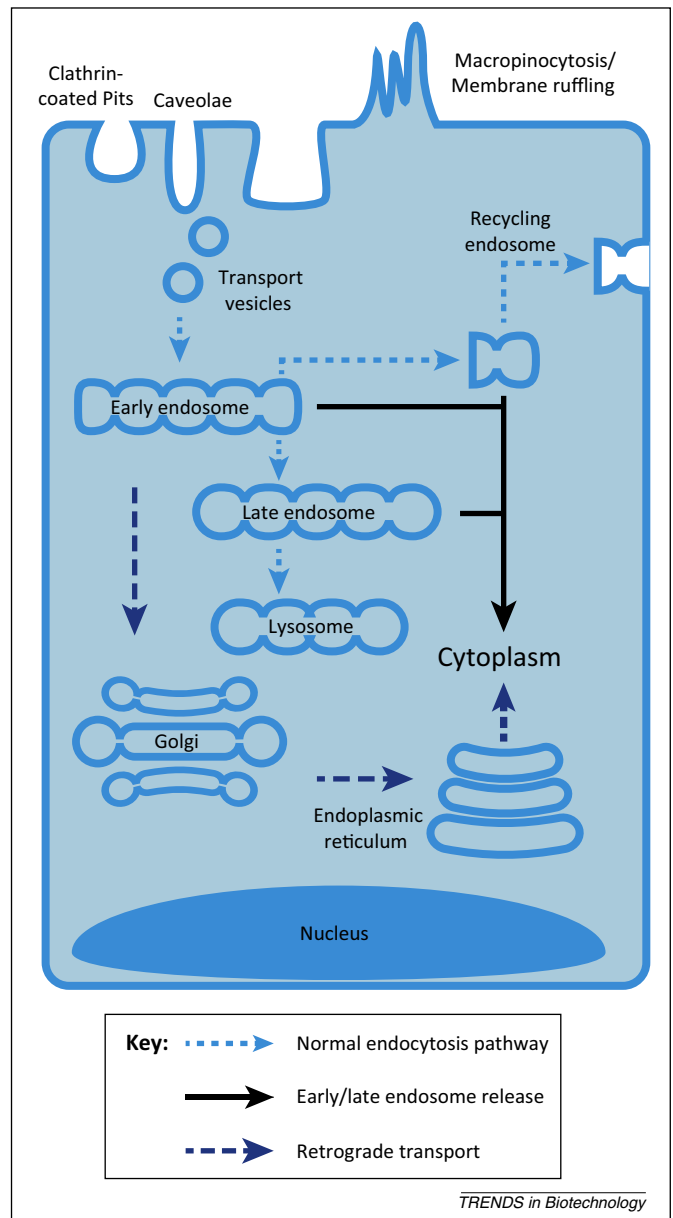 Clathrin-
coated Pits
Caveolae
Macropinocytosis/
Membrane ruffling
Recycling
endosome
Transport
vesicles
Early endosome
Late endosome
Lysosome
Cytoplasm
Golgi
Endoplasmic
reticulum
Nucleus
Key:
Normal endocytosis pathway
Early/late endosome release
Retrograde transport
TRENDS in Biotechnology